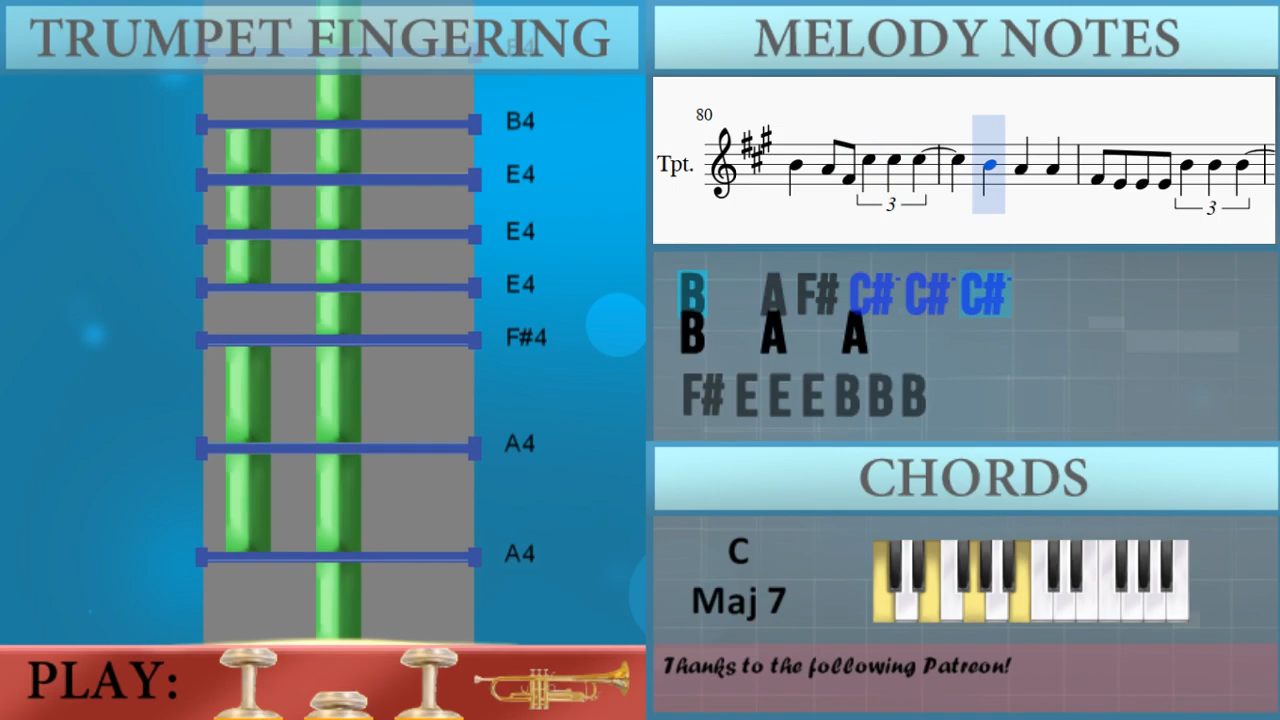 TRUMPET FINGERING
B4
E4
E4
E4
F#4
A4
A4
PLAY:
MELODY NOTES
80
Tpt.
3
3
B A F# C#- C#- C#-
B A A
F# E E E B B B
CHORDS
C
Maj 7
Thanks to the following Patreon!